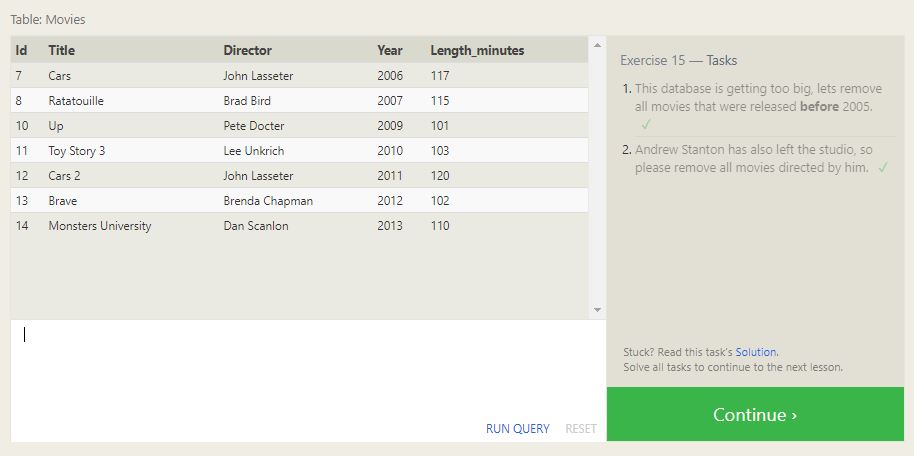 Table: Movies
Id Title Director Year Length_minutes
7 Cars John Lasseter 2006 117
8 Ratatouille Brad Bird 2007 115
10 Up Pete Docter 2009 101
11 Toy Story 3 Lee Unkrich 2010 103
12 Cars 2 John Lasseter 2011 120
13 Brave Brenda Chapman 2012 102
14 Monsters University Dan Scanlon 2013 110
RUN QUERY RESET
Exercise 15 — Tasks
1. This database is getting too big, lets remove
all movies that were released before 2005.
✓
2. Andrew Stanton has also left the studio, so
please remove all movies directed by him. ✓
Stuck? Read this task's Solution.
Solve all tasks to continue to the next lesson.
Continue ›